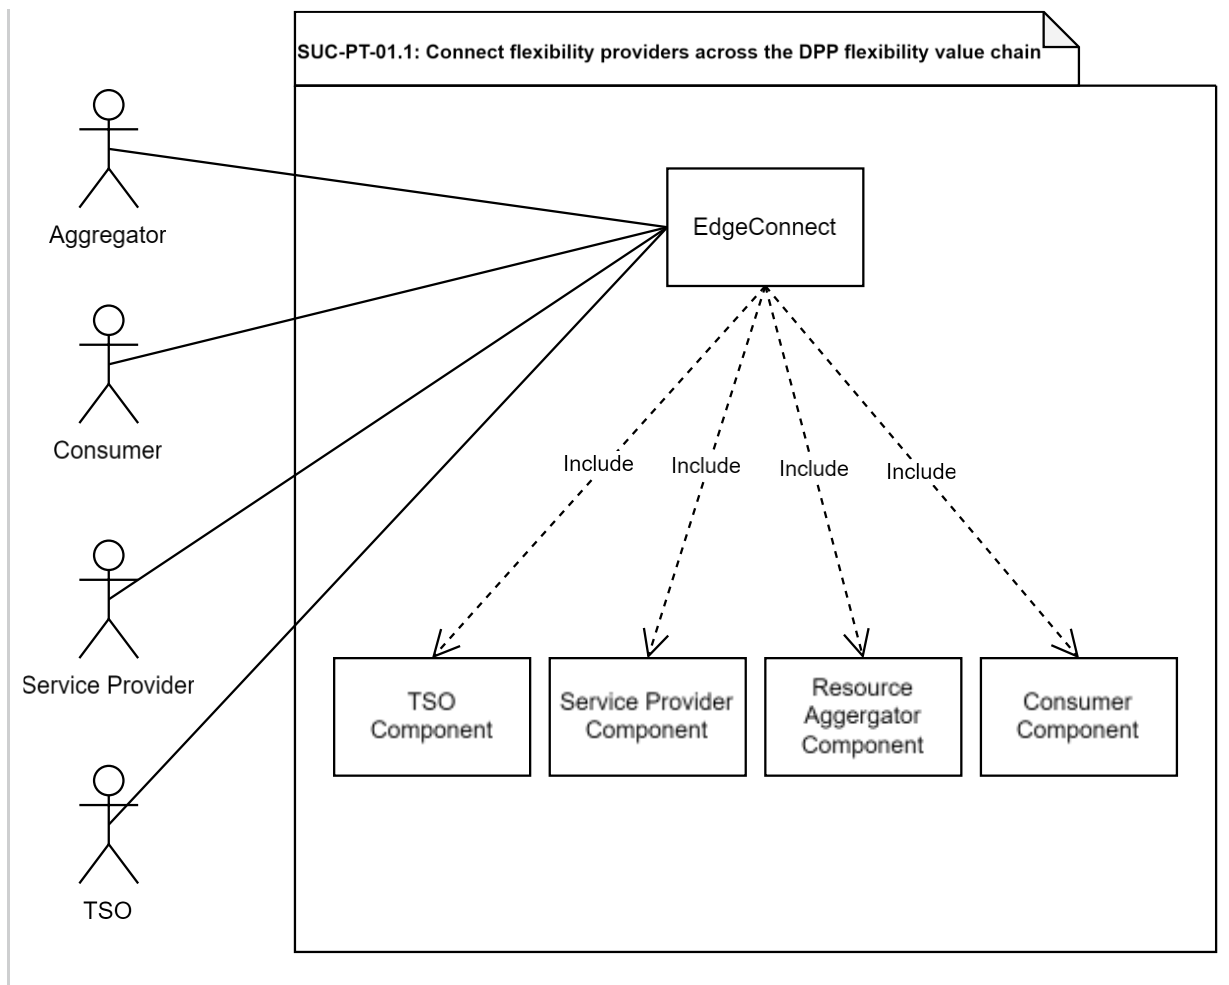 SUC-PT-01.1: Connect flexibility providers across the DPP flexibility value chain
Aggregator
EdgeConnect
Consumer
Include
Include
Include
Include
Service Provider
TSO
Component
Service Provider
Component
Resource
Aggergator
Component
Consumer
Component
TSO